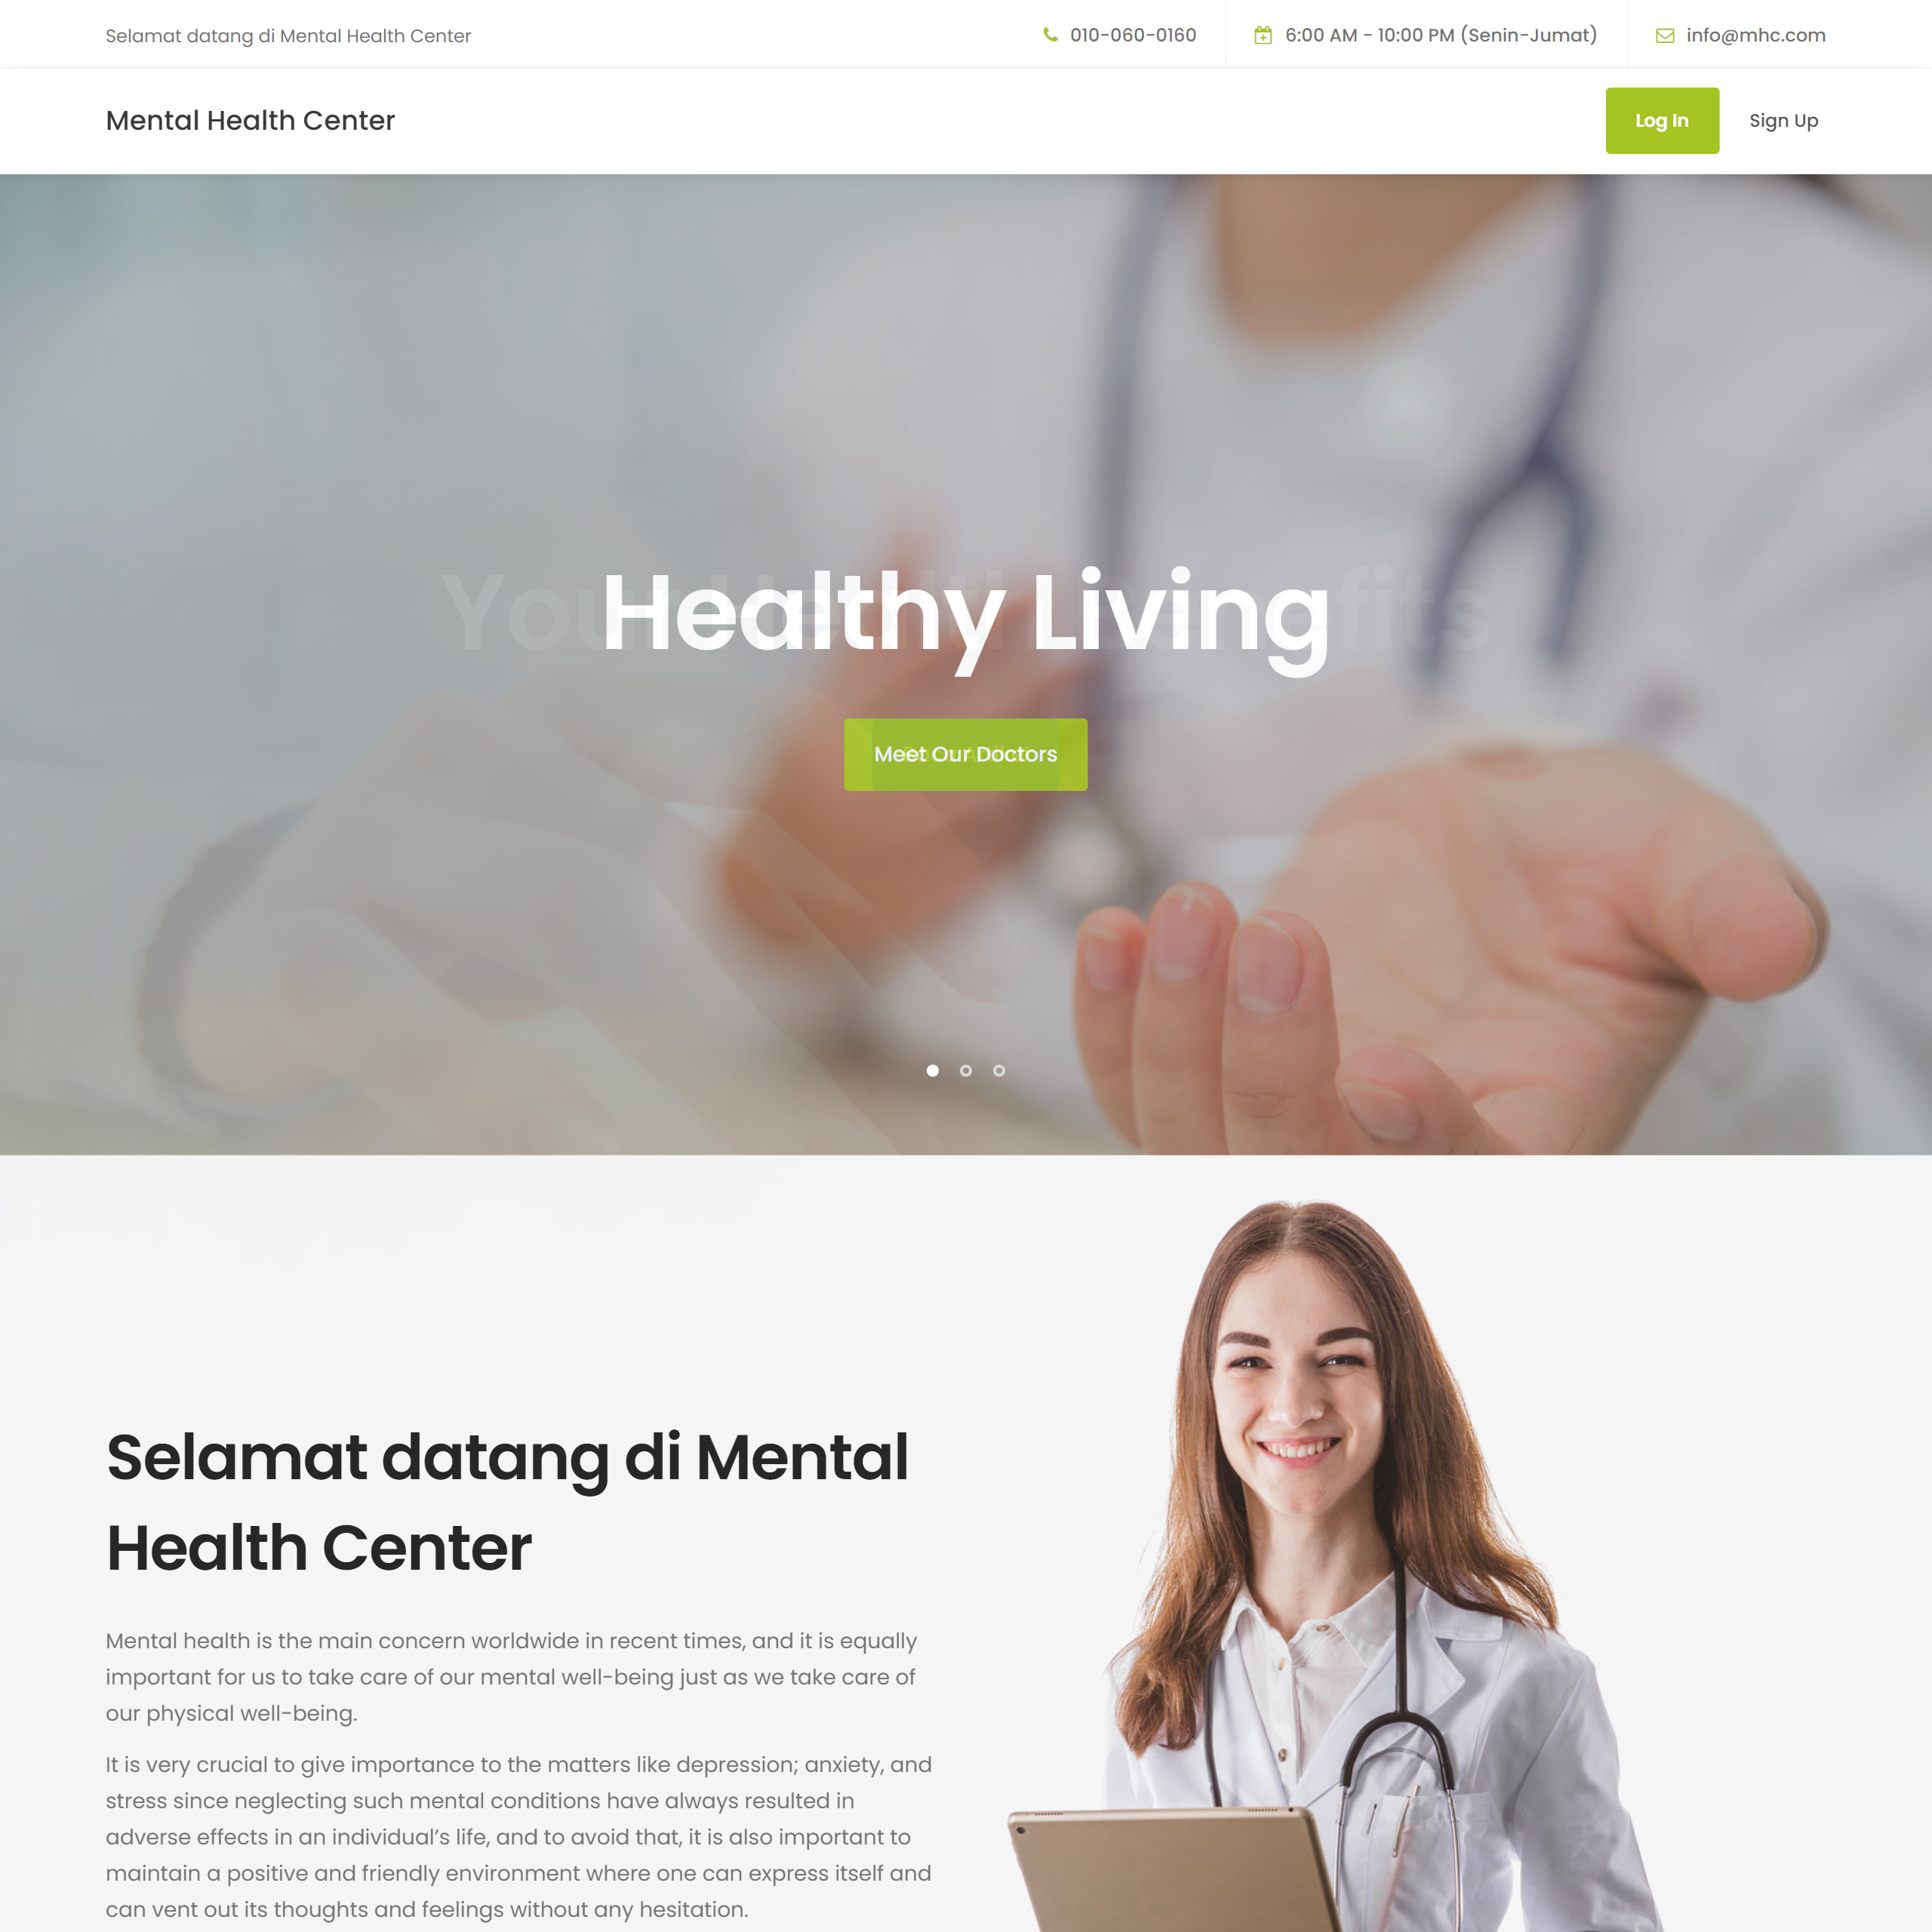 Selamat datang di Mental Health Center
010-060-0160
6:00 AM - 10:00 PM (Senin-Jumat)
info@mhc.com
Mental Health Center
Log In
Sign Up
Your Health Benefits
Healthy Living
Meet Our Doctors
Selamat datang di Mental
Health Center
Mental health is the main concern worldwide in recent times, and it is equally
important for us to take care of our mental well-being just as we take care of
our physical well-being.
It is very crucial to give importance to the matters like depression; anxiety, and
stress since neglecting such mental conditions have always resulted in
adverse effects in an individual's life, and to avoid that, it is also important to
maintain a positive and friendly environment where one can express itself and
can vent out its thoughts and feelings without any hesitation.